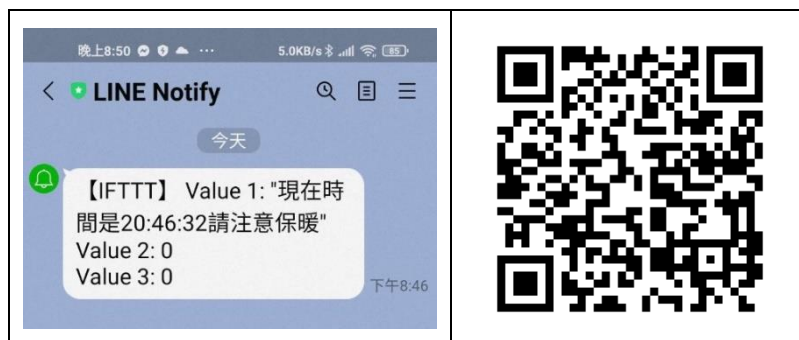 晚上8:50 ... 5.0KB/s 85
LINE Notify
今天
【IFTTT】 Value 1: "現在時
間是20:46:32請注意保暖"
Value 2: 0
Value 3: 0
下午8:46